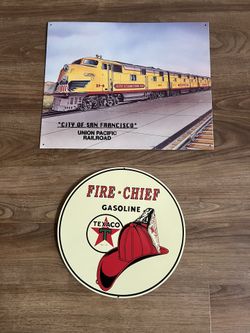 "CITY OF SAN FRANCISCO"
UNION PACIFIC
RAILROAD
FIRE-CHIEF
GASOLINE
TEXACO
T